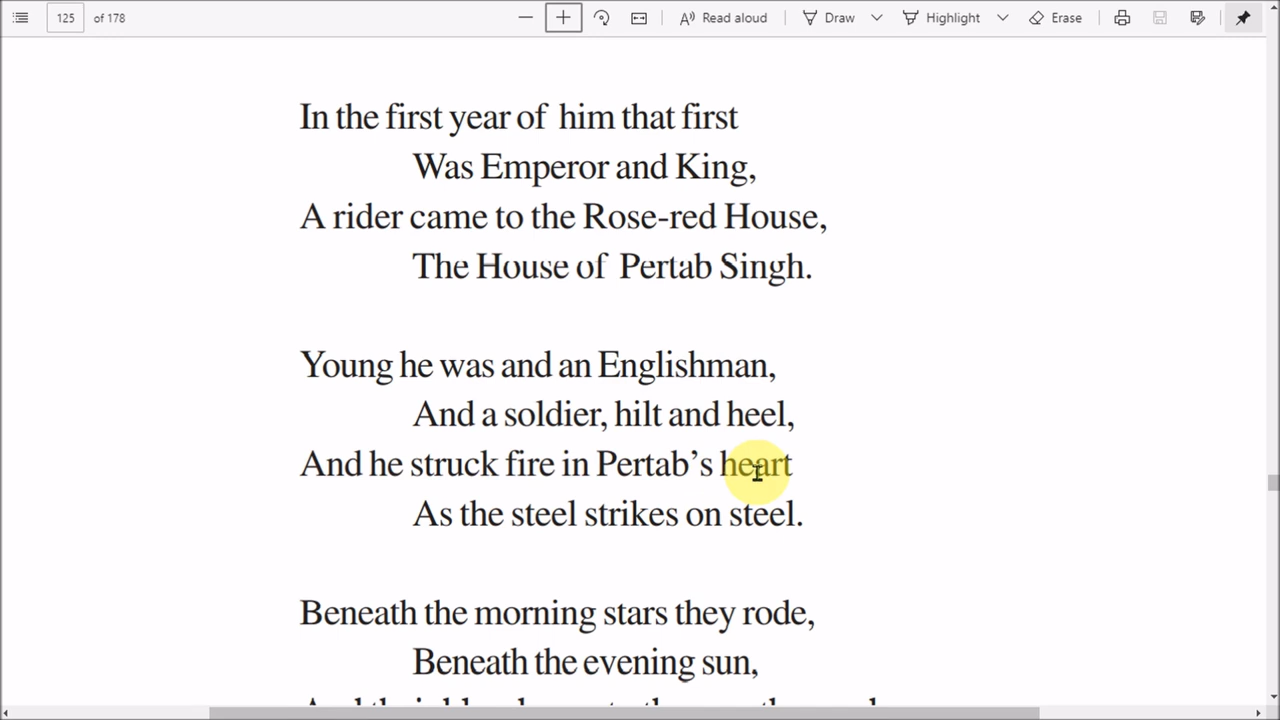 125 of 178
Read aloud
Draw
Highlight
Erase
In the first year of him that first
Was Emperor and King,
A rider came to the Rose-red House,
The House of Pertab Singh.
Young he was and an Englishman,
And a soldier, hilt and heel,
And he struck fire in Pertab’s heart
As the steel strikes on steel.
Beneath the morning stars they rode,
Beneath the evening sun,